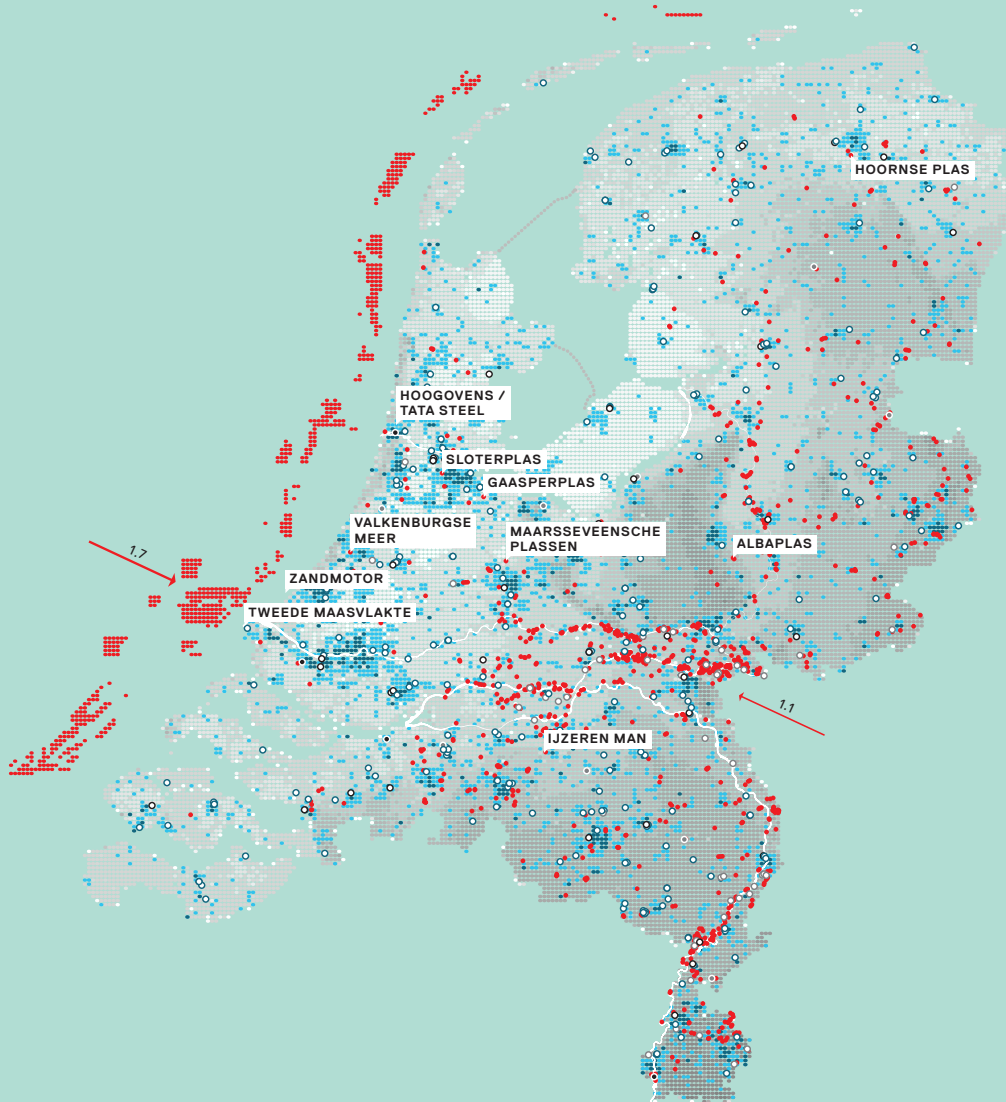 HOORNSE PLAS
HOOGOVENS /
TATA STEEL
SLOTERPLAS
GAASPERPLAS
VALKENBURGSE
MEER
MAARSSEVEENSCHE
PLASSEN
ALBAPLAS
1.7
ZANDMOTOR
TWEEDE MAASVLAKTE
1.1
IJZEREN MAN